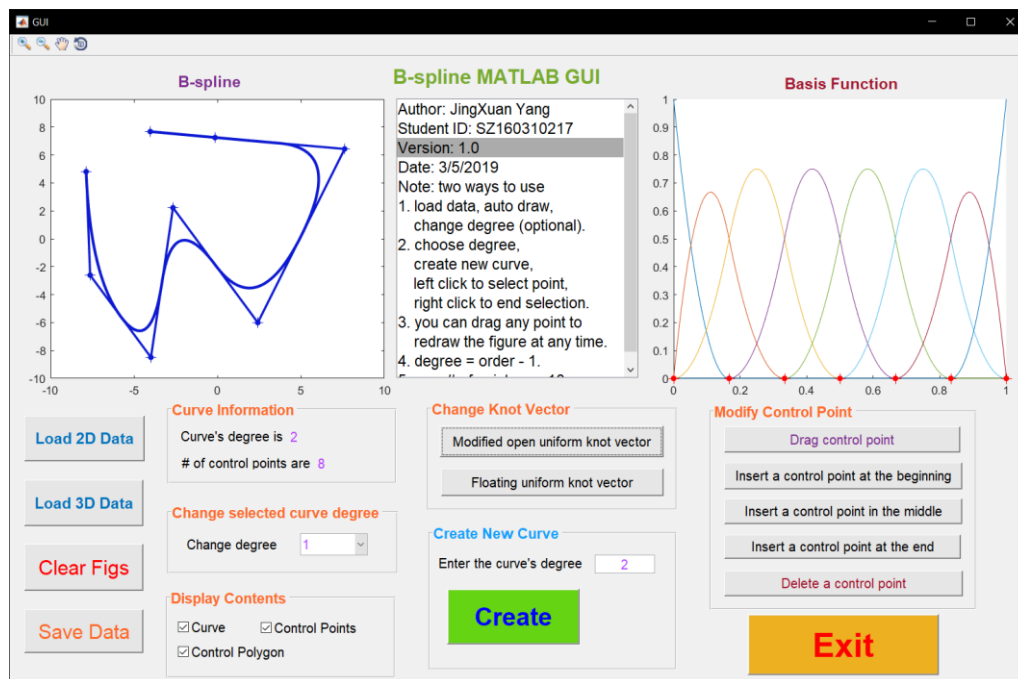 GUI
B-spline MATLAB GUI
B-spline
10
8
6
4
2
0
-2
-4
-6
-8
-10
-10 -5 0 5 10
Author: JingXuan Yang
Student ID: SZ160310217
Version: 1.0
Date: 3/5/2019
Note: two ways to use
1. load data, auto draw,
change degree (optional).
2. choose degree,
create new curve,
left click to select point,
right click to end selection.
3. you can drag any point to
redraw the figure at any time.
4. degree = order - 1.
Basis Function
1
0.9
0.8
0.7
0.6
0.5
0.4
0.3
0.2
0.1
0
0 0.2 0.4 0.6 0.8 1
Load 2D Data
Load 3D Data
Clear Figs
Save Data
Curve Information
Curve's degree is 2
# of control points are 8
Change selected curve degree
Change degree 1
Display Contents
Curve Control Points
Control Polygon
Change Knot Vector
Modified open uniform knot vector
Floating uniform knot vector
Create New Curve
Enter the curve's degree 2
Create
Modify Control Point
Drag control point
Insert a control point at the beginning
Insert a control point in the middle
Insert a control point at the end
Delete a control point
Exit